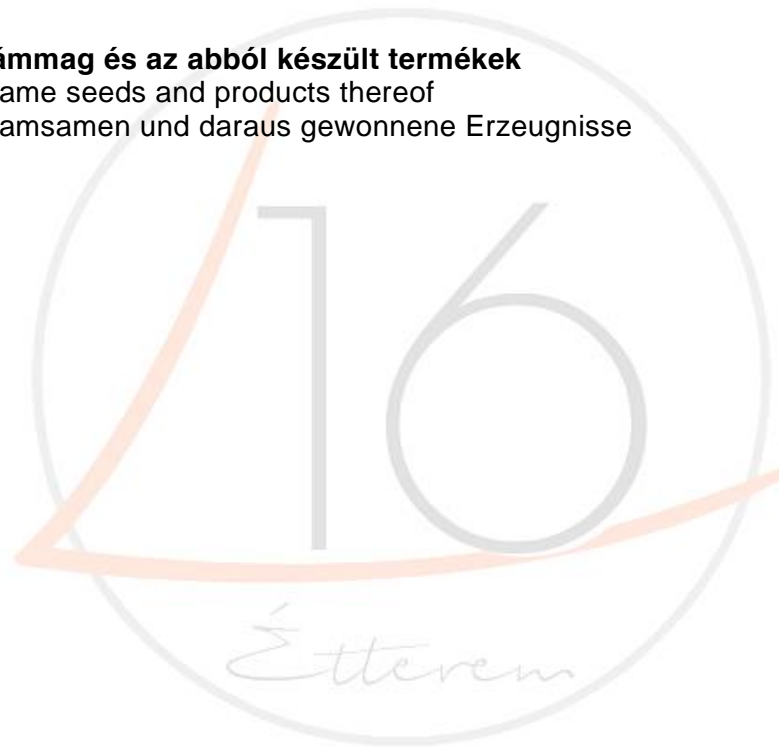 ámmag és az abból készült termékek
ame seeds and products thereof
amsamen und daraus gewonnene Erzeugnisse
16
Étterem